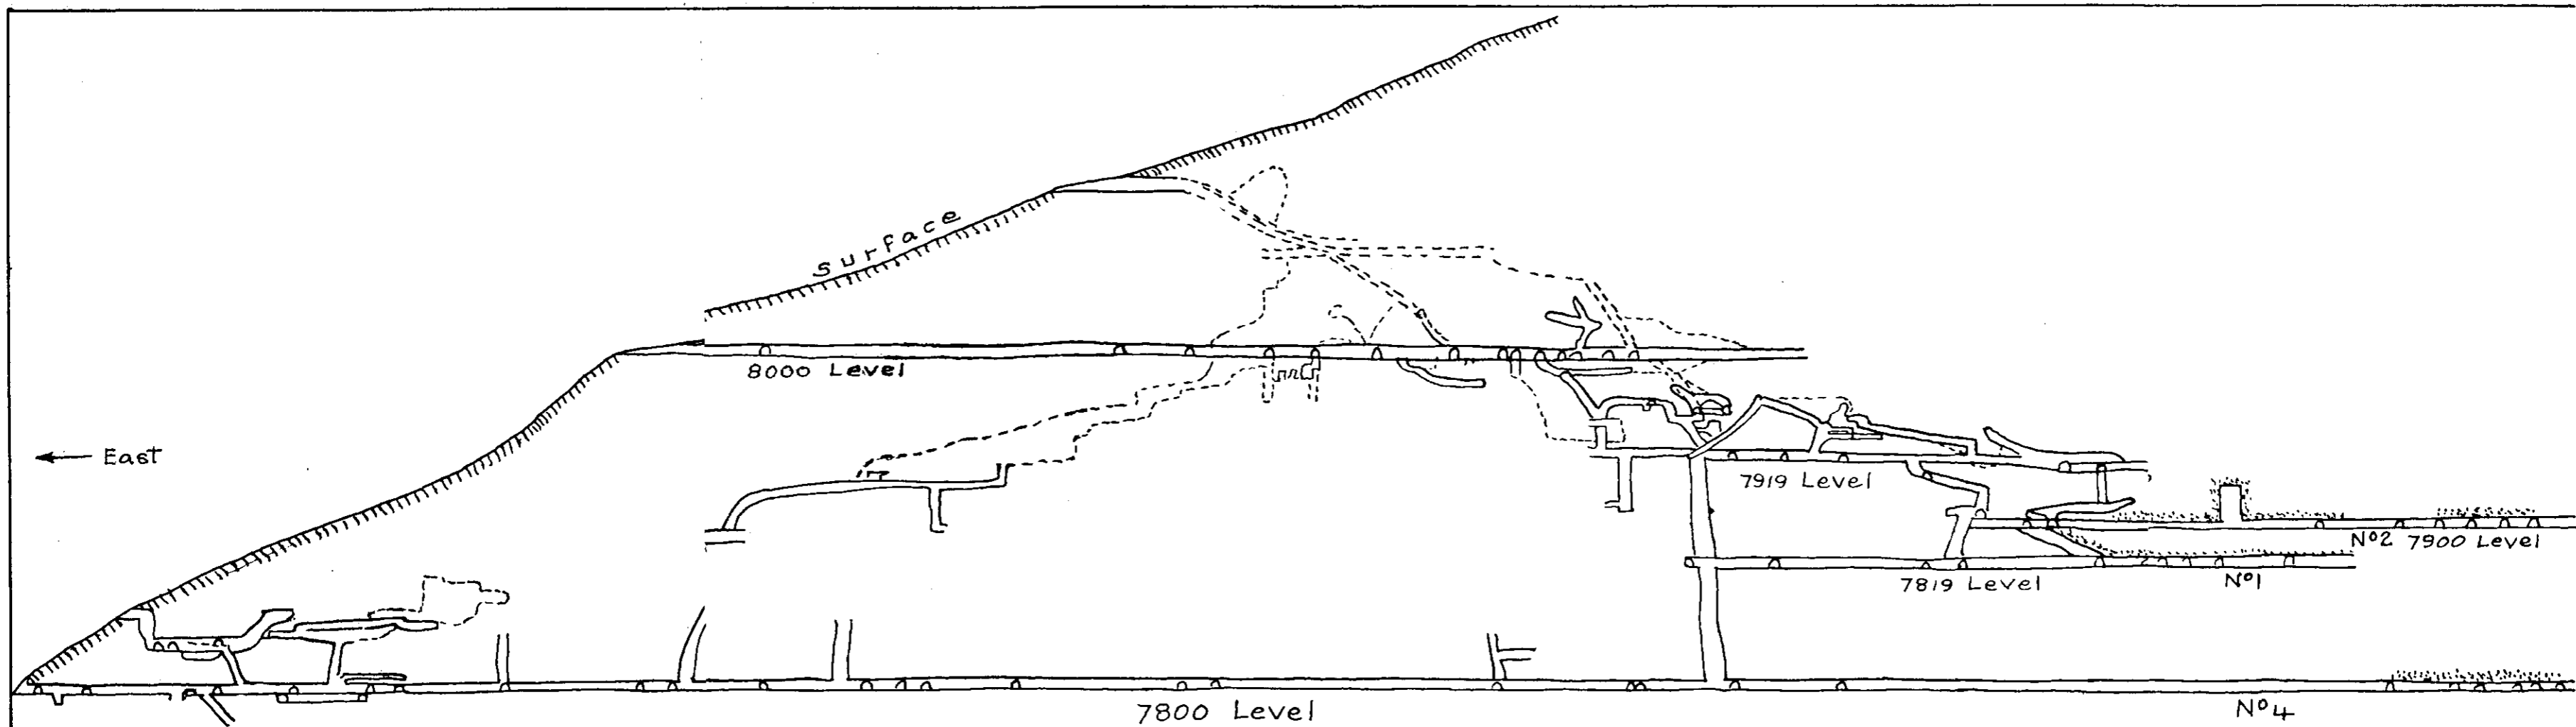 surface
8000 Level
← East
7919 Level
Nº2 7900 Level
7819 Level
Nº1
7800 Level
Nº4